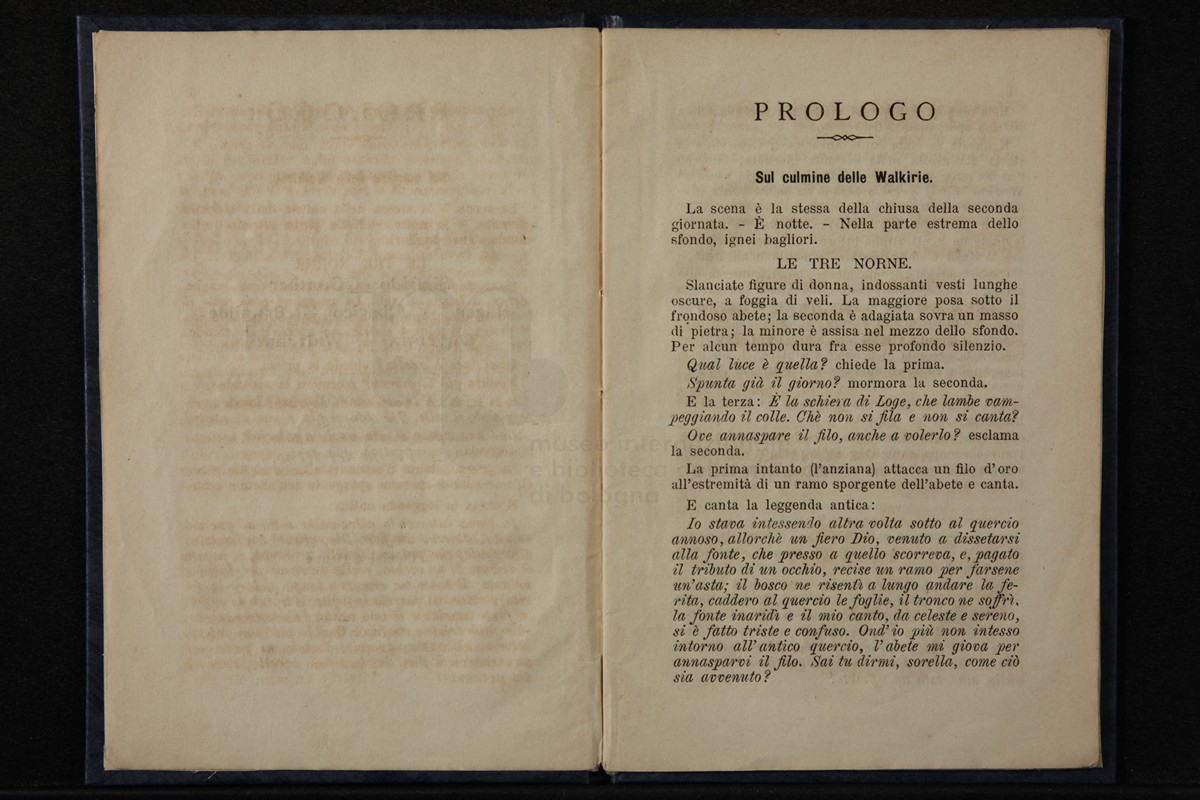 PROLOGO
Sul culmine delle Walkirie.
La scena è la stessa della chiusa della seconda
giornata. - È notte. - Nella parte estrema dello
sfondo, ignei bagliori.
LE TRE NORNE.
Slanciate figure di donna, indossanti vesti lunghe
oscure, a foggia di veli. La maggiore posa sotto il
frondoso abete; la seconda è adagiata sovra un masso
di pietra; la minore è assisa nel mezzo dello sfondo.
Per alcun tempo dura fra esse profondo silenzio.
Qual luce è quella? chiede la prima.
Spunta già il giorno? mormora la seconda.
E la terza: È la schiera di Loge, che lambe vam-
peggiando il colle. Chè non si fila e non si canta?
Ove annaspare il filo, anche a volerlo? esclama
la seconda.
La prima intanto (l'anziana) attacca un filo d'oro
all'estremità di un ramo sporgente dell'abete e canta.
E canta la leggenda antica:
Io stava intessendo altra volta sotto al quercio
annoso, allorchè un fiero Dio, venuto a dissetarsi
alla fonte, che presso a quello scorreva, e, pagato
il tributo di un occhio, recise un ramo per farsene
un'asta; il bosco ne risentì a lungo andare la fe-
rita, caddero al quercio le foglie, il tronco ne soffrì,
la fonte inaridì e il mio canto, da celeste e sereno,
si è fatto triste e confuso. Ond'io più non intesso
intorno all'antico quercio, l'abete mi giova per
annasparvi il filo. Sai tu dirmi, sorella, come ciò
sia avvenuto?
museo inter
e biblioteca
di bologna